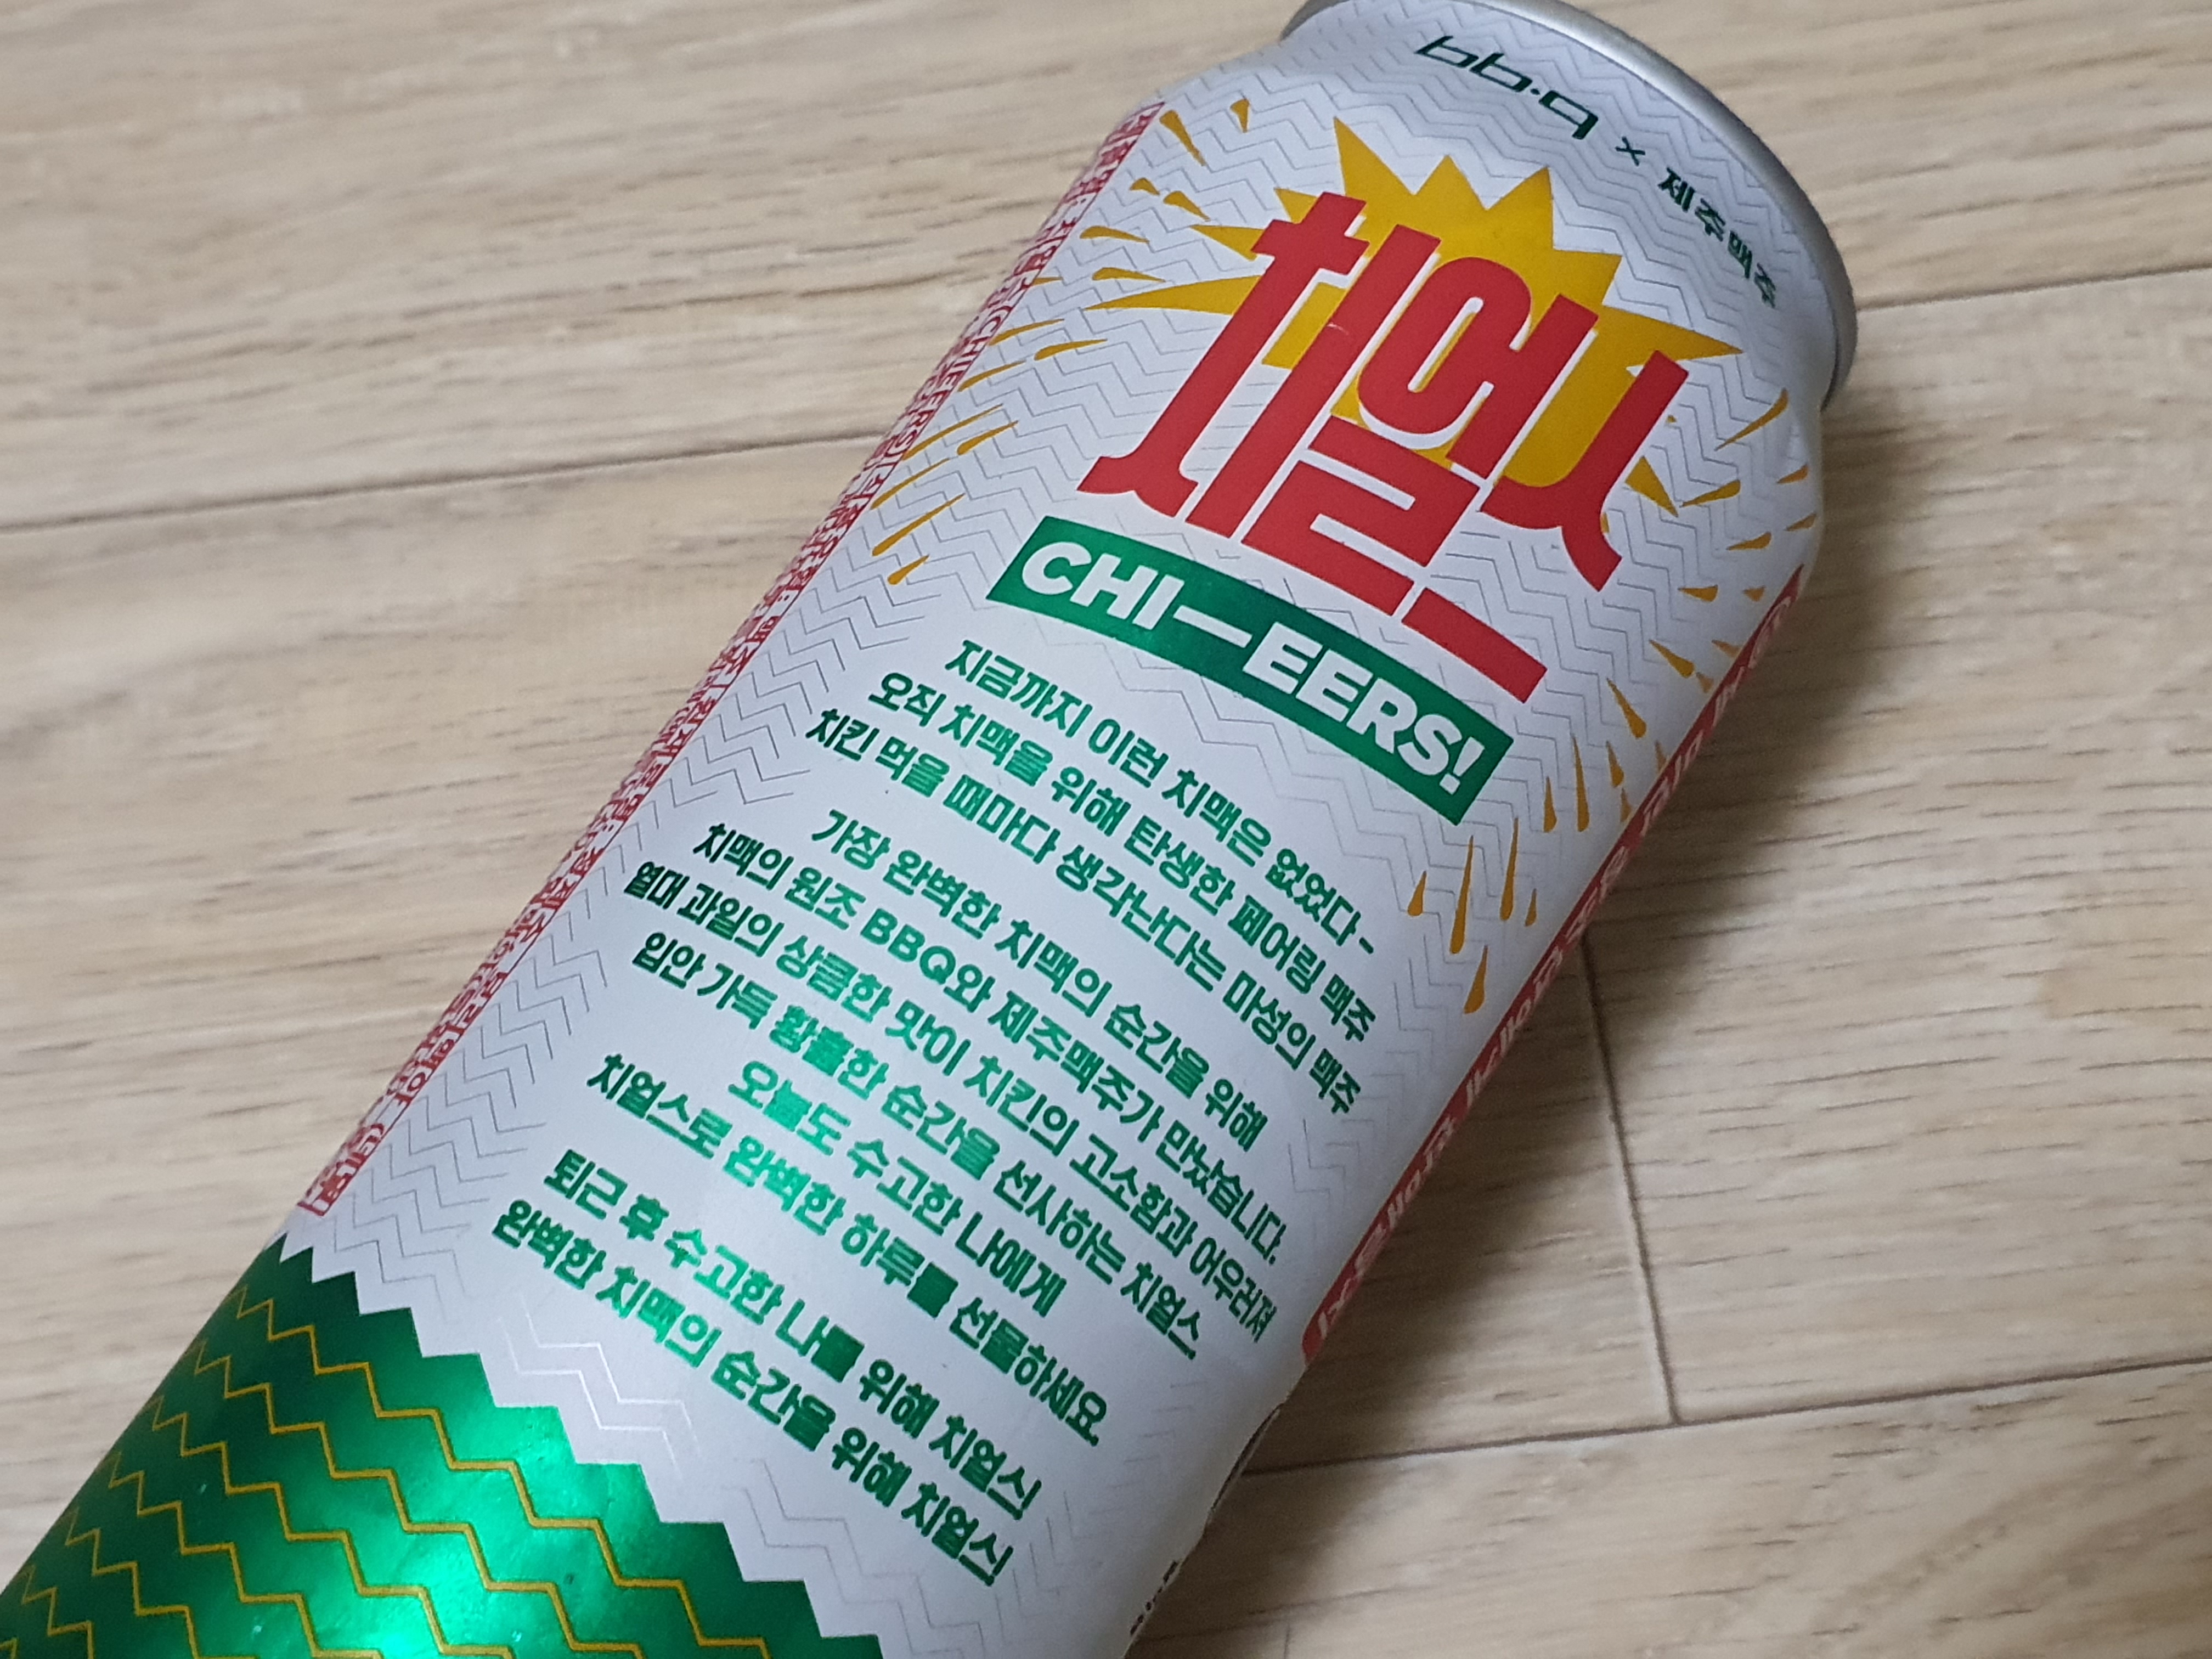 bb.q × 제주맥주
치얼스
CHI—EERS!
지금까지 이런 치맥은 없었다-
오직 치맥을 위해 탄생한 페어링 맥주
치킨 먹을 때마다 생각난다는 마성의 맥주
가장 완벽한 치맥의 순간을 위해
치맥의 원조 BBQ와 제주맥주가 만났습니다.
열대 과일의 상큼한 맛이 치킨의 고소함과 어우러져
입안 가득 황홀한 순간을 선사하는 치얼스
오늘도 수고한 나에게
치얼스로 완벽한 하루를 선물하세요.
퇴근 후 수고한 나를 위해 치얼스!
완벽한 치맥의 순간을 위해 치얼스!